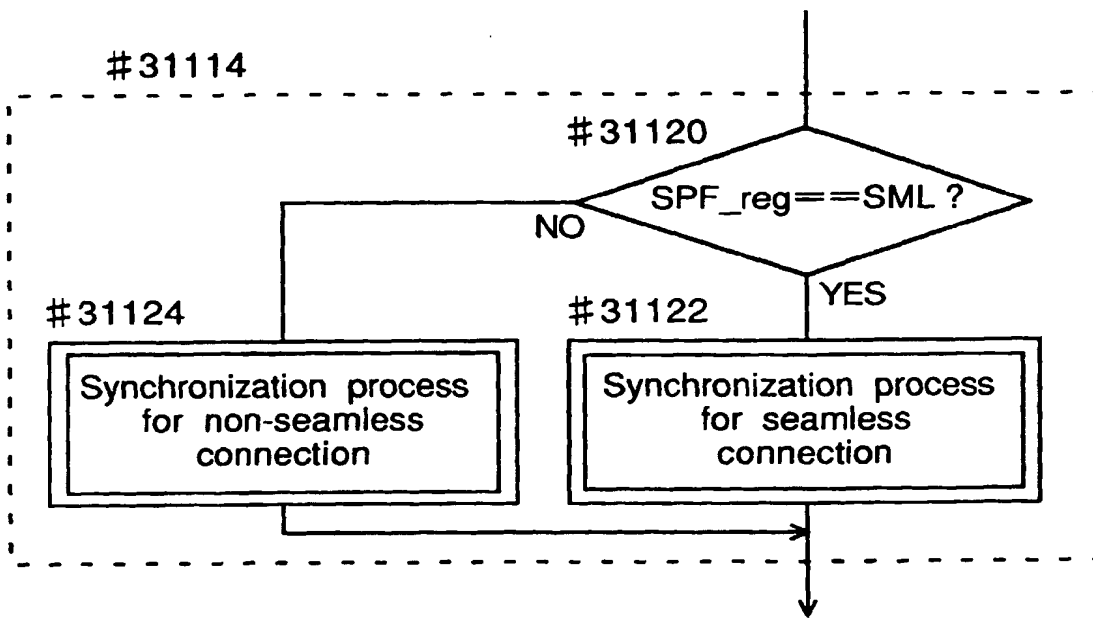 #31114
#31120
SPF_reg==SML ?
NO
YES
#31124
#31122
Synchronization process
for non-seamless
connection
Synchronization process
for seamless
connection